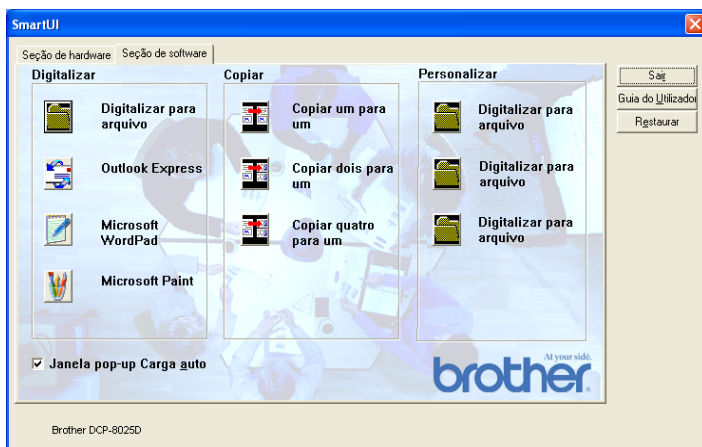 SmartUI
Seção de hardware
Seção de software
Digitalizar
Digitalizar para
arquivo
Outlook Express
Microsoft
WordPad
Microsoft Paint
Copiar
Copiar um para
um
Copiar dois para
um
Copiar quatro
para um
Personalizar
Digitalizar para
arquivo
Digitalizar para
arquivo
Digitalizar para
arquivo
Sair
Guia do Utilizador
Restaurar
Janela pop-up Carga auto
At your side.
brother
Brother DCP-8025D